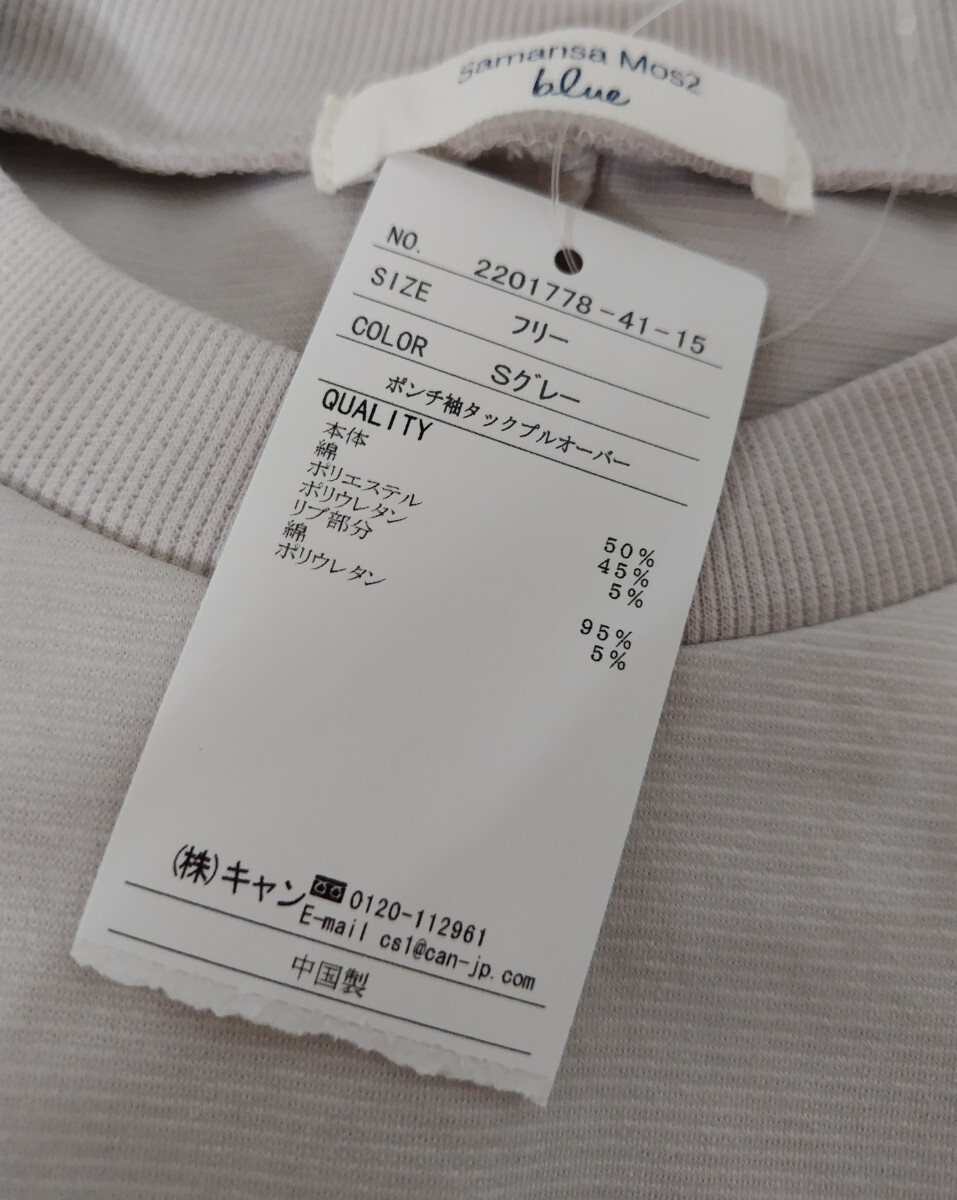 Samansa Mos2
blue
NO. 2201778-41-15
SIZE フリー
COLOR Sグレー
ポンチ袖タックプルオーバー
QUALITY
本体
綿 50%
ポリエステル 45%
ポリウレタン 5%
リブ部分
綿 95%
ポリウレタン 5%
(株)キャン 0120-112961
E-mail cs1@can-jp.com
中国製